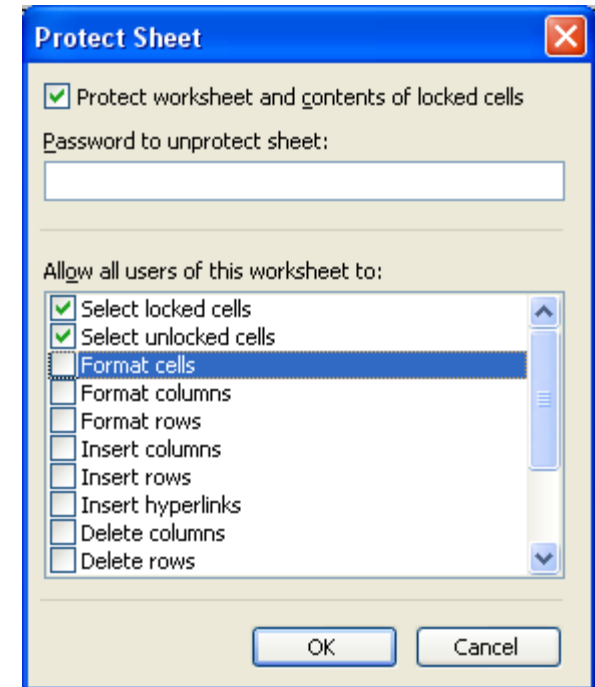 Protect Sheet
Protect worksheet and contents of locked cells
Password to unprotect sheet:
Allow all users of this worksheet to:
Select locked cells
Select unlocked cells
Format cells
Format columns
Format rows
Insert columns
Insert rows
Insert hyperlinks
Delete columns
Delete rows
OK Cancel